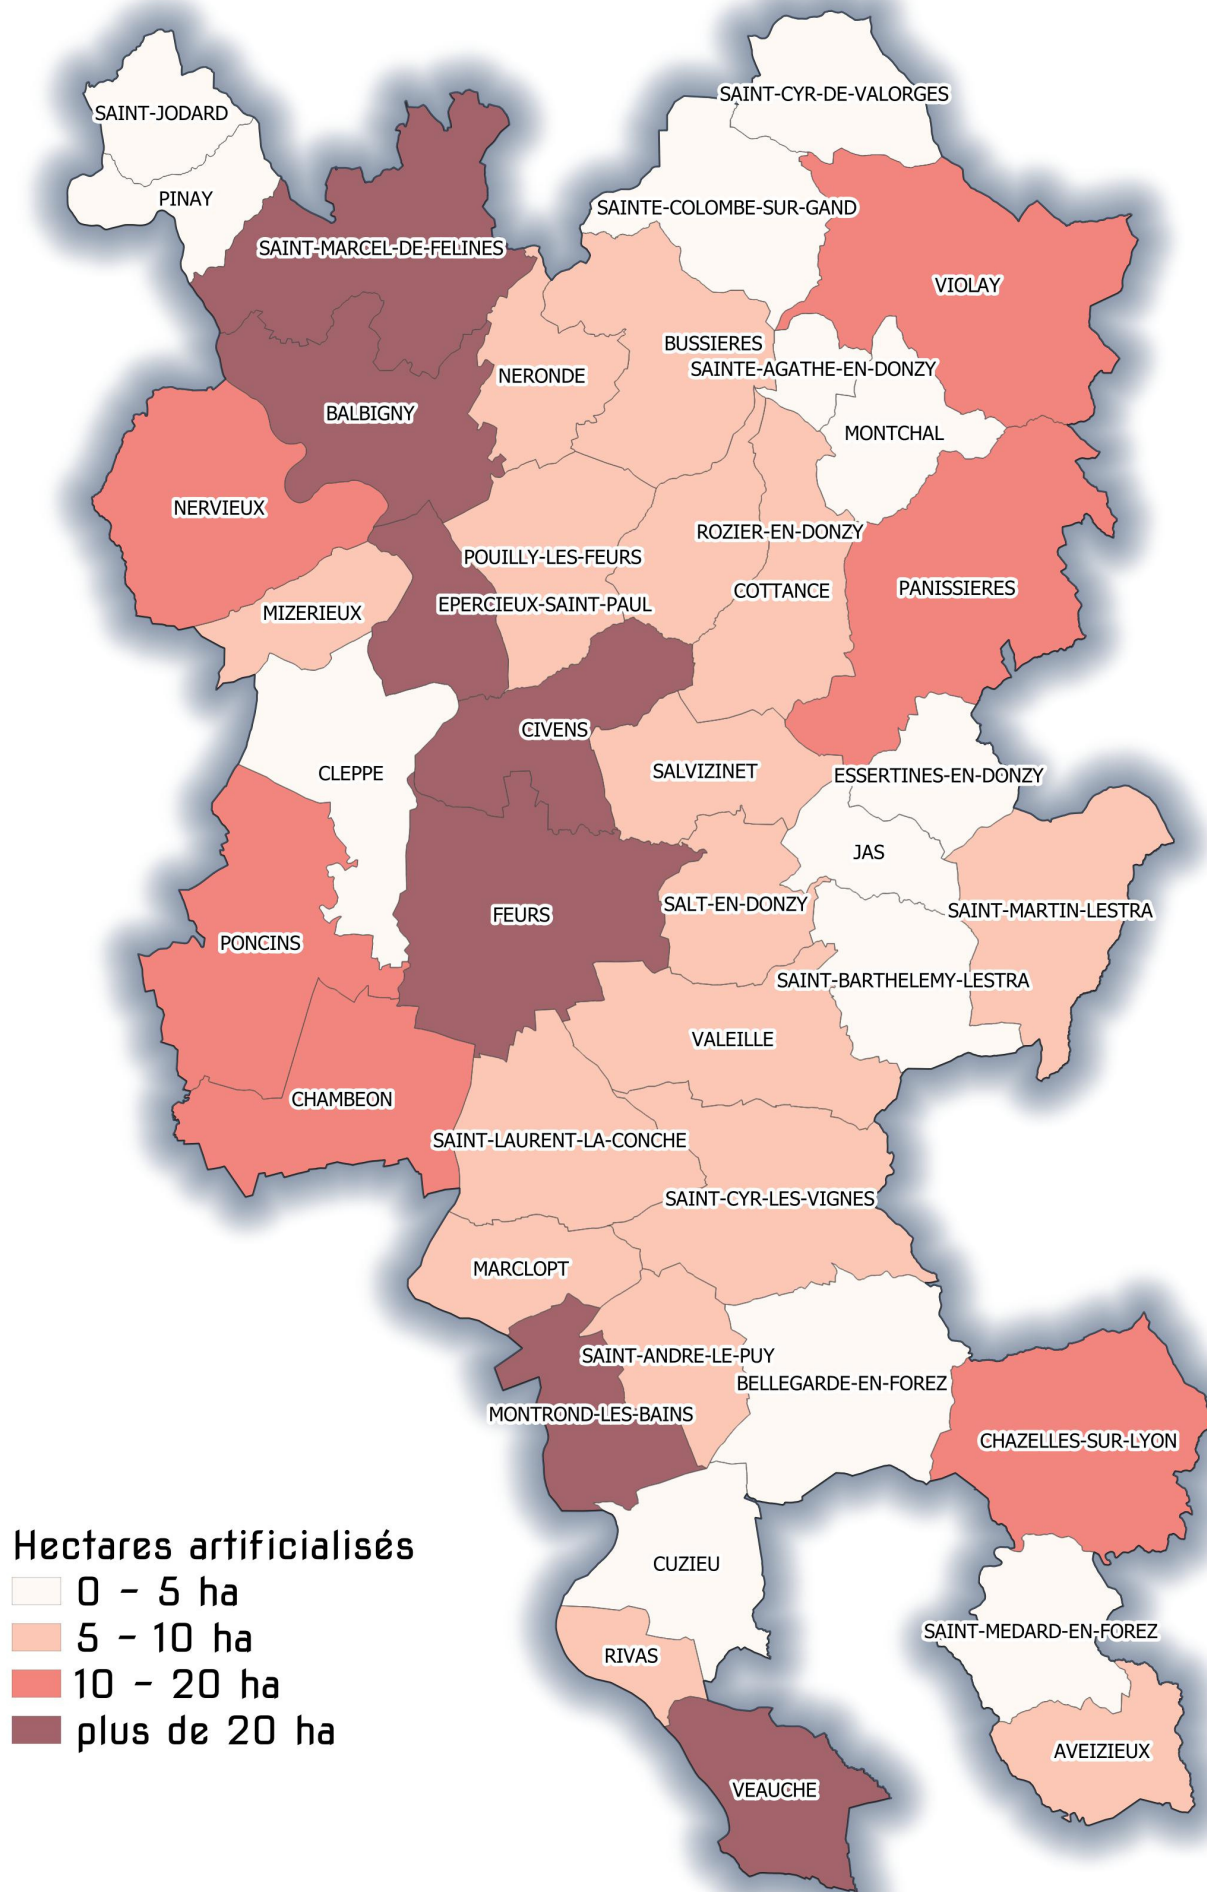 SAINT-CYR-DE-VALORGES
SAINT-JODARD
PINAY
SAINTE-COLOMBE-SUR-GAND
SAINT-MARCEL-DE-FELINES
VIOLAY
BUSSIERES
SAINTE-AGATHE-EN-DONZY
NERONDE
BALBIGNY
MONTCHAL
NERVIEUX
ROZIER-EN-DONZY
POUILLY-LES-FEURS
PANISSIERES
COTTANCE
EPERCIEUX-SAINT-PAUL
MIZERIEUX
CIVENS
SALVIZINET
CLEPPE
ESSERTINES-EN-DONZY
JAS
SALT-EN-DONZY
SAINT-MARTIN-LESTRA
FEURS
PONCINS
SAINT-BARTHELEMY-LESTRA
VALEILLE
CHAMBEON
SAINT-LAURENT-LA-CONCHE
SAINT-CYR-LES-VIGNES
MARCLOPT
SAINT-ANDRE-LE-PUY
BELLEGARDE-EN-FOREZ
MONTROND-LES-BAINS
CHAZELLES-SUR-LYON
CUZIEU
SAINT-MEDARD-EN-FOREZ
RIVAS
AVEIZIEUX
VEAUCHE
Hectares artificialisés
0 - 5 ha
5 - 10 ha
10 - 20 ha
plus de 20 ha